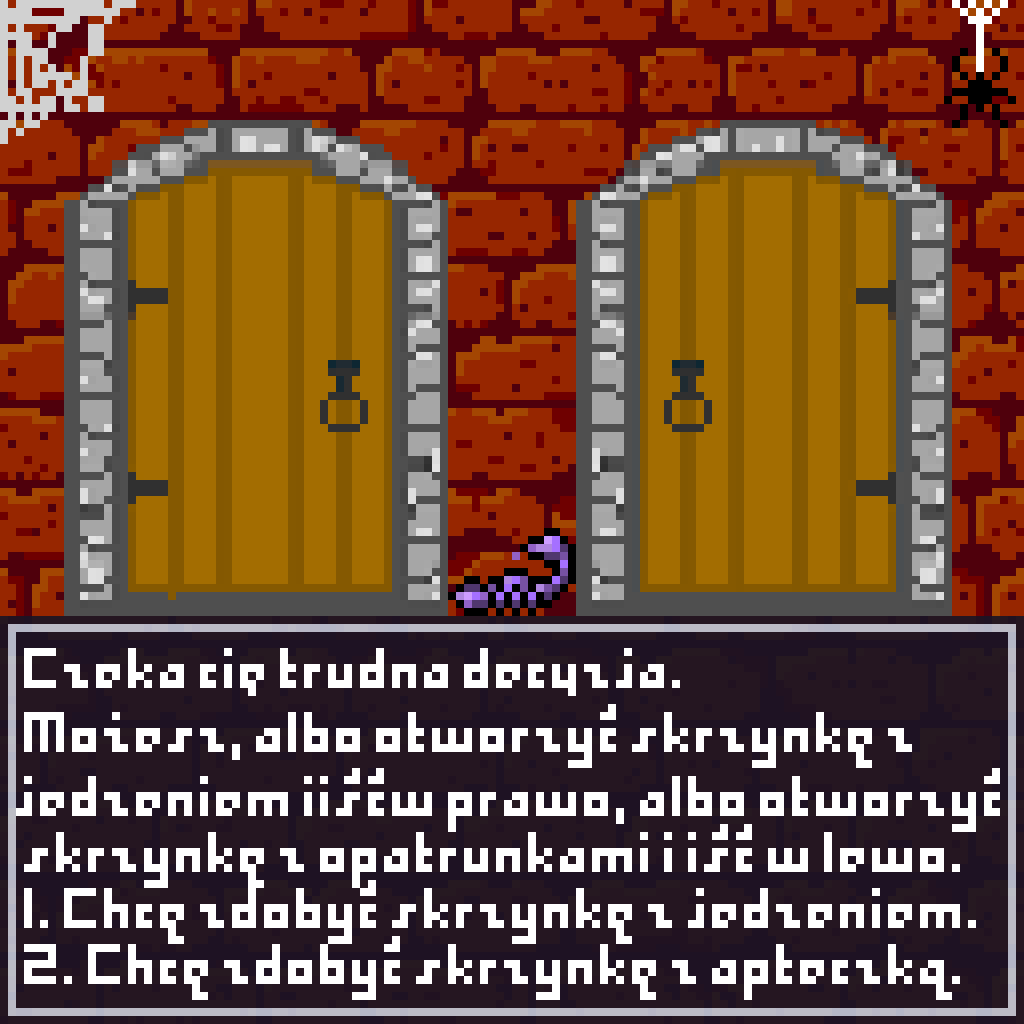 Czeka cię trudna decyzja.
Możesz, albo otworzyć skrzynkę z
jedzeniem i iść w prawo, albo otworzyć
skrzynkę z opatrunkami i iść w lewo.
1. Chcę zdobyć skrzynkę z jedzeniem.
2. Chcę zdobyć skrzynkę z apteczką.